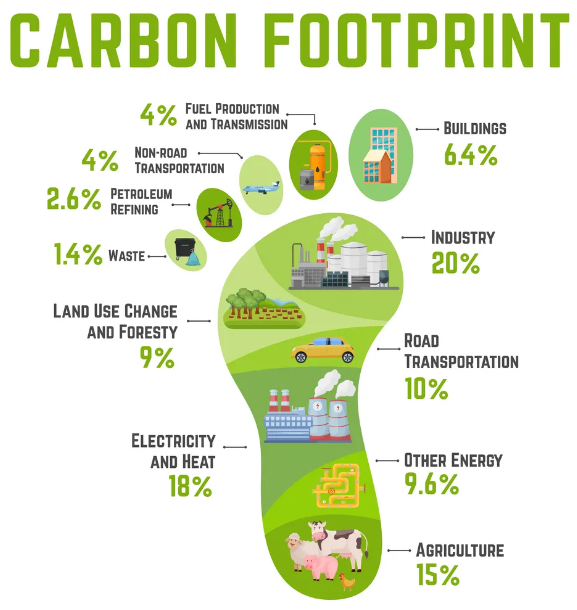 CARBON FOOTPRINT
4% FUEL PRODUCTION
AND TRANSMISSION
BUILDINGS
6.4%
4% NON-ROAD
TRANSPORTATION
2.6% PETROLEUM
REFINING
1.4% WASTE
INDUSTRY
20%
LAND USE CHANGE
AND FORESTY
9%
ROAD
TRANSPORTATION
10%
ELECTRICITY
AND HEAT
18%
OTHER ENERGY
9.6%
AGRICULTURE
15%